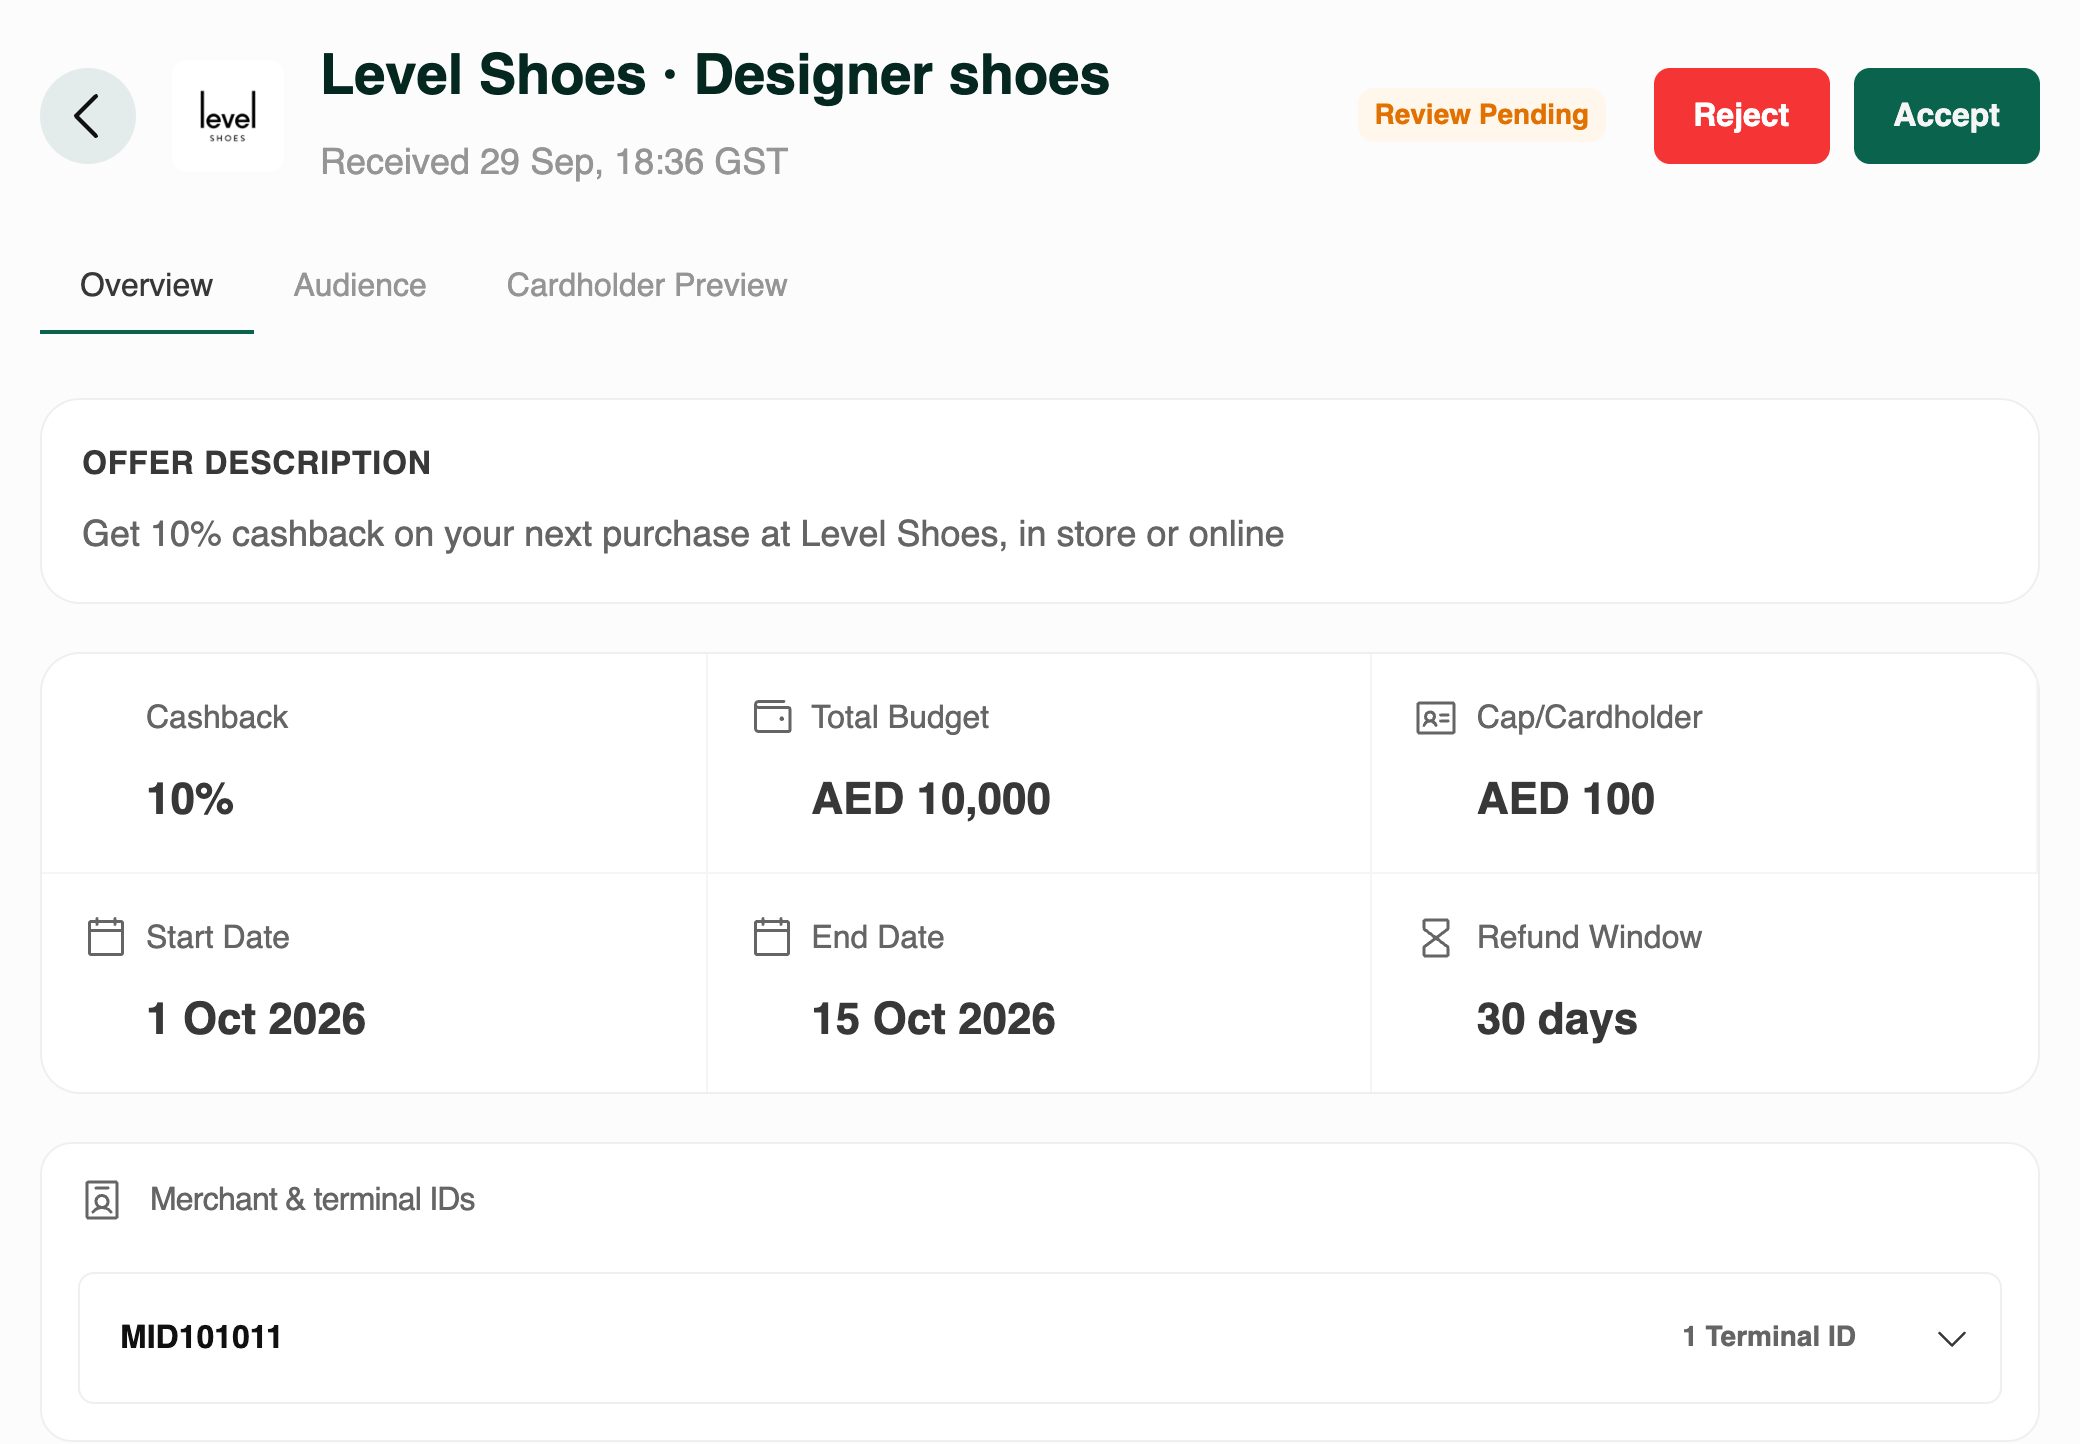 level
SHOES
Level Shoes · Designer shoes
Received 29 Sep, 18:36 GST
Review Pending
Reject
Accept
Overview
Audience
Cardholder Preview
OFFER DESCRIPTION
Get 10% cashback on your next purchase at Level Shoes, in store or online
Cashback
10%
Total Budget
AED 10,000
Cap/Cardholder
AED 100
Start Date
1 Oct 2026
End Date
15 Oct 2026
Refund Window
30 days
Merchant & terminal IDs
MID101011
1 Terminal ID